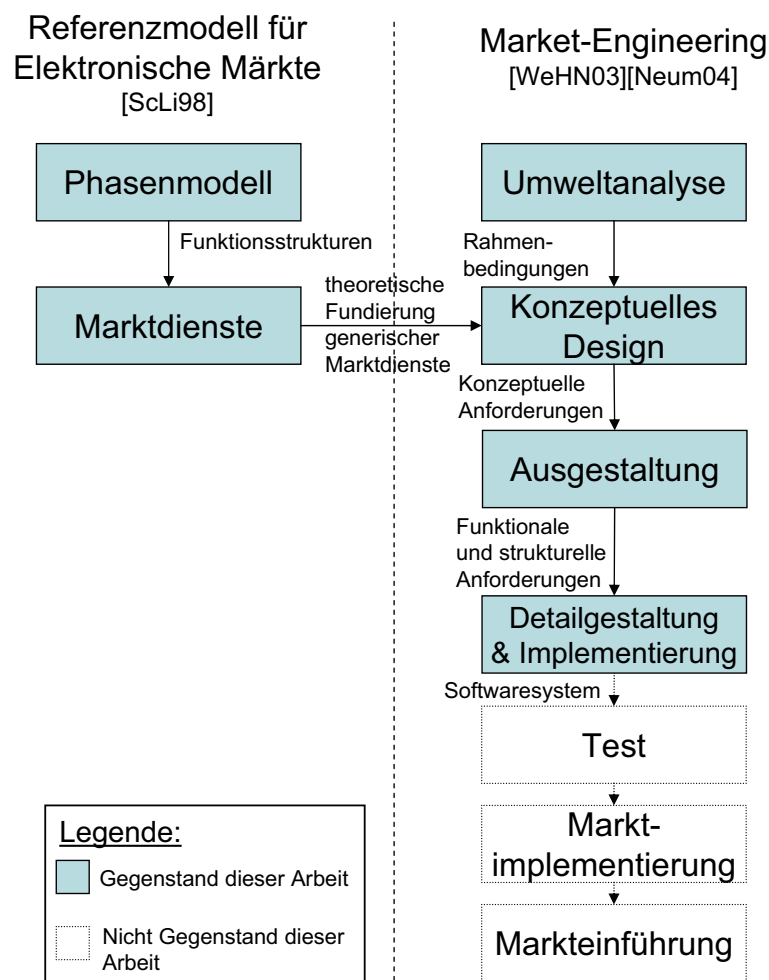 Referenzmodell für
Elektronische Märkte
[ScLi98]
Market-Engineering
[WeHN03][Neum04]
Phasenmodell
Umweltanalyse
Funktionsstrukturen
Rahmen-
bedingungen
Marktdienste
theoretische
Fundierung
generischer
Marktdienste
Konzeptuelles
Design
Konzeptuelle
Anforderungen
Ausgestaltung
Funktionale
und strukturelle
Anforderungen
Detailgestaltung
& Implementierung
Softwaresystem
Test
Markt-
implementierung
Markteinführung
Legende:
Gegenstand dieser Arbeit
Nicht Gegenstand dieser
Arbeit